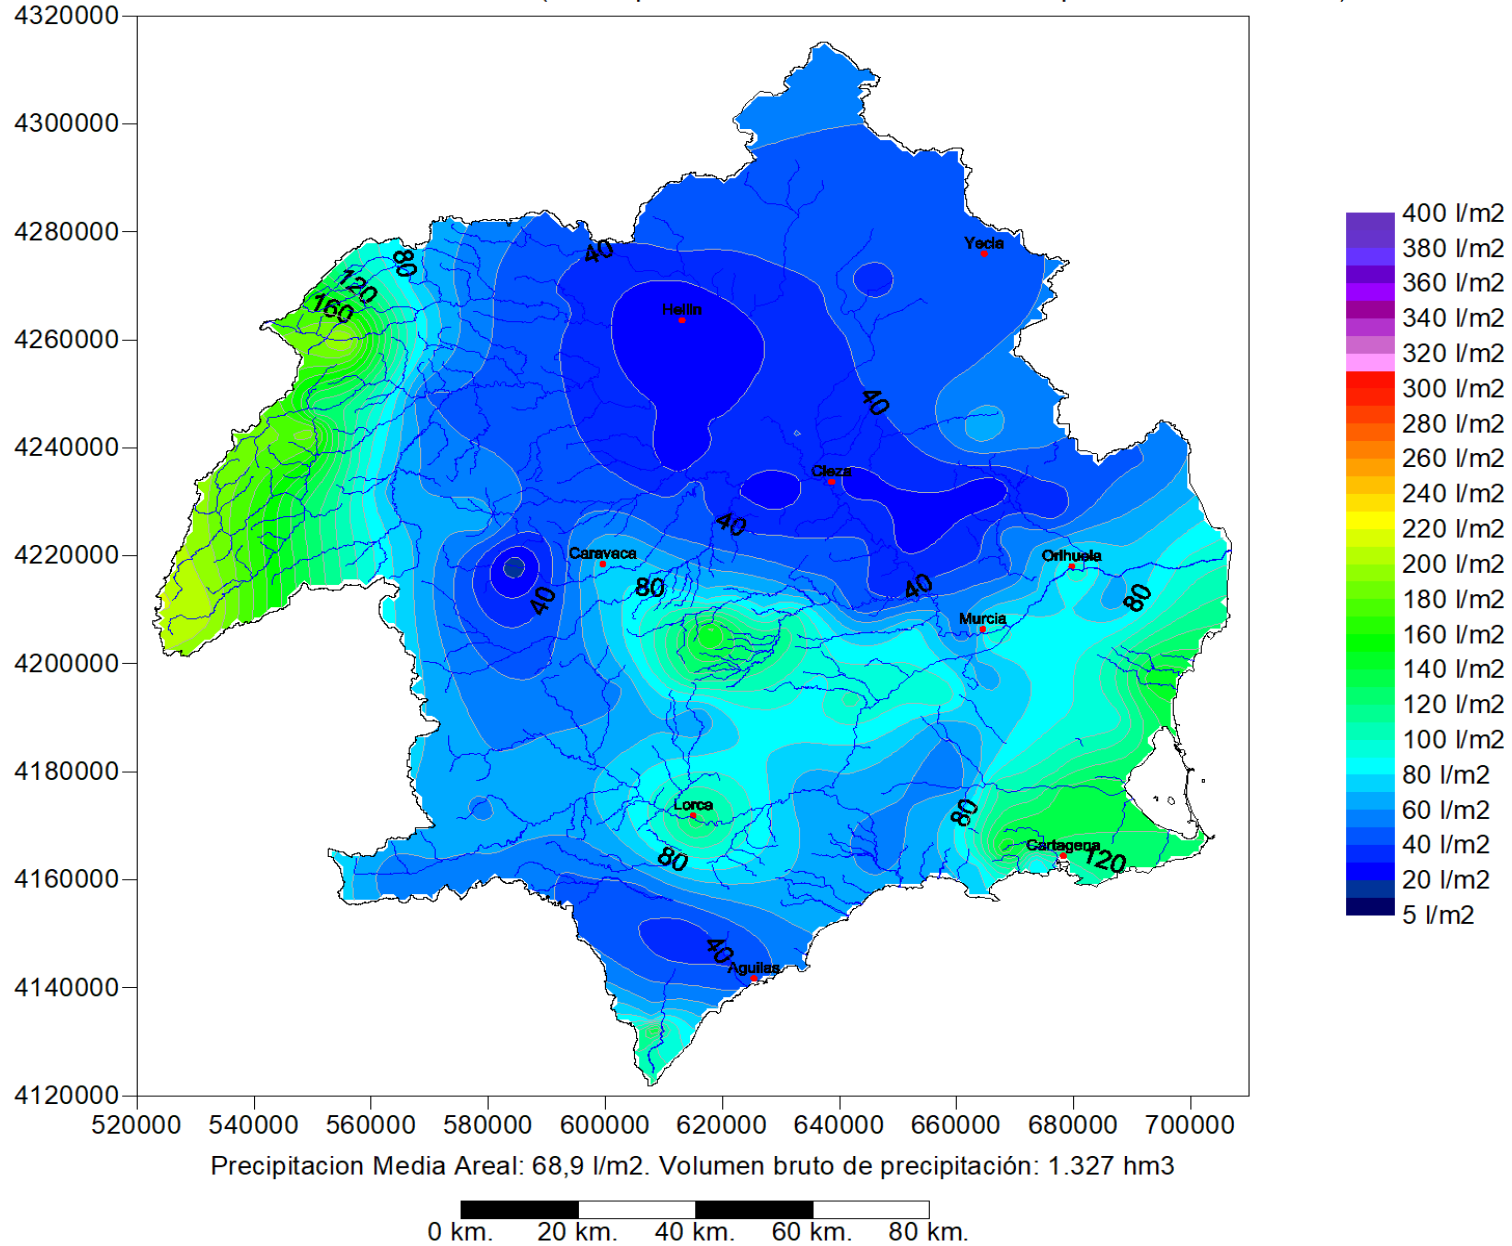 4320000
4300000
4280000
4260000
4240000
4220000
4200000
4180000
4160000
4140000
4120000
520000 540000 560000 580000 600000 620000 640000 660000 680000 700000
Yecla
40
80
120
160
Hellin
40
Cieza
40
Caravaca
Orihuela
80
40
40
80
Murcia
Lorca
80
80
Cartagena
120
40
Aguilas
400 l/m2
380 l/m2
360 l/m2
340 l/m2
320 l/m2
300 l/m2
280 l/m2
260 l/m2
240 l/m2
220 l/m2
200 l/m2
180 l/m2
160 l/m2
140 l/m2
120 l/m2
100 l/m2
80 l/m2
60 l/m2
40 l/m2
20 l/m2
5 l/m2
Precipitacion Media Areal: 68,9 l/m2. Volumen bruto de precipitación: 1.327 hm3
0 km. 20 km. 40 km. 60 km. 80 km.